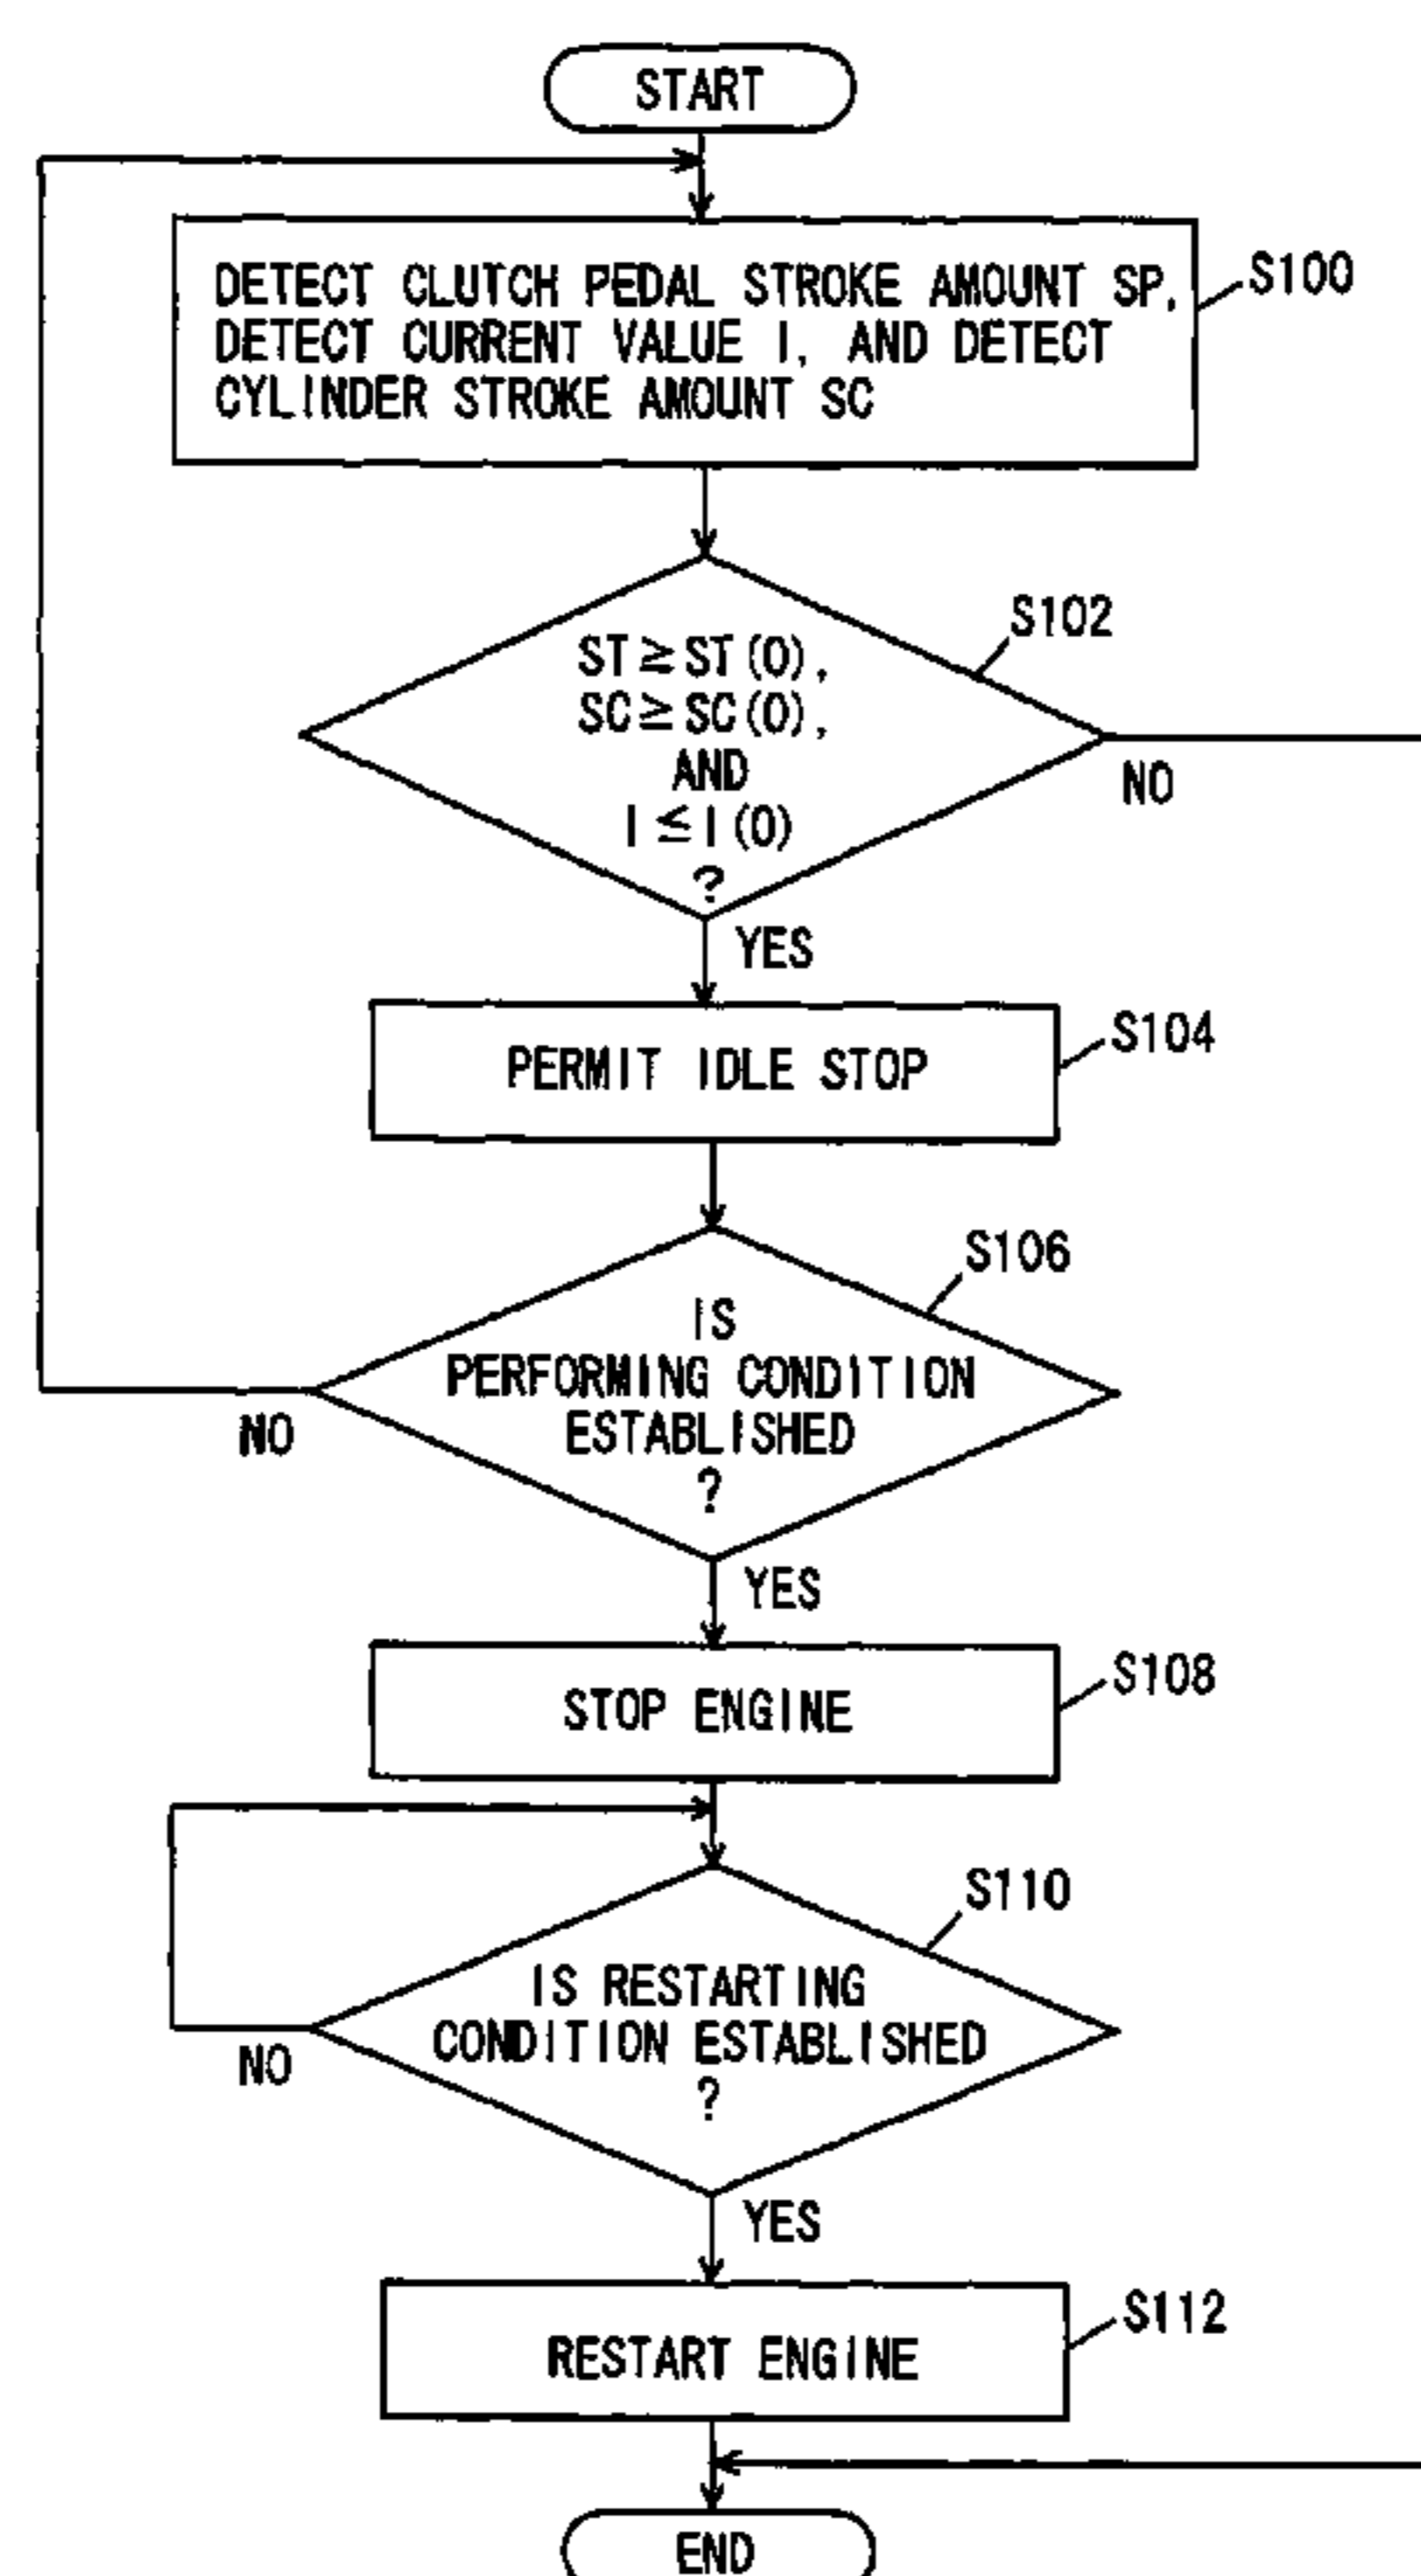 START
DETECT CLUTCH PEDAL STROKE AMOUNT SP,
DETECT CURRENT VALUE I, AND DETECT
CYLINDER STROKE AMOUNT SC
S100
S102
ST≧ST(0),
SC≧SC(0),
AND
I≦I(0)
?
NO
YES
PERMIT IDLE STOP
S104
S106
IS
PERFORMING CONDITION
ESTABLISHED
?
NO
YES
STOP ENGINE
S108
S110
IS RESTARTING
CONDITION ESTABLISHED
?
NO
YES
RESTART ENGINE
S112
END